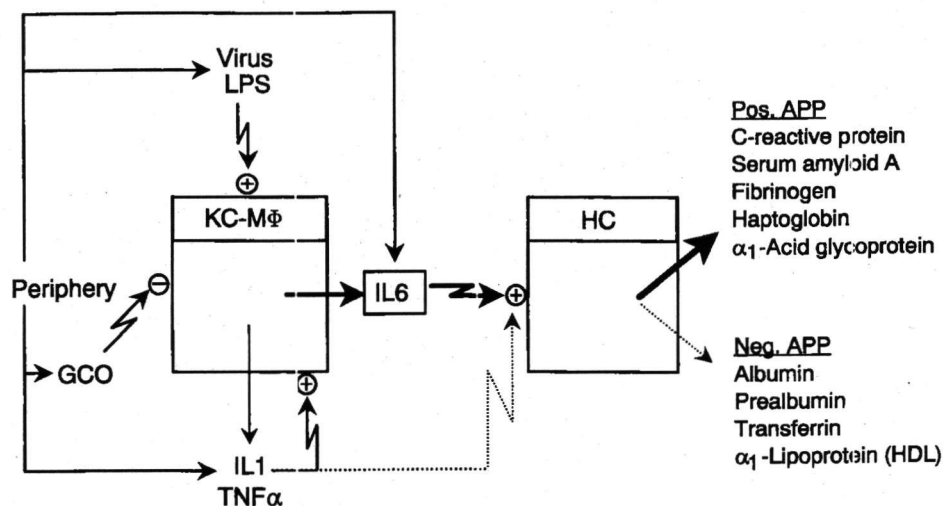 Virus
LPS
KC-MΦ
Periphery
GCO
IL1
TNFα
IL6
HC
Pos. APP
C-reactive protein
Serum amyloid A
Fibrinogen
Haptoglobin
α1-Acid glycoprotein
Neg. APP
Albumin
Prealbumin
Transferrin
α1-Lipoprotein (HDL)